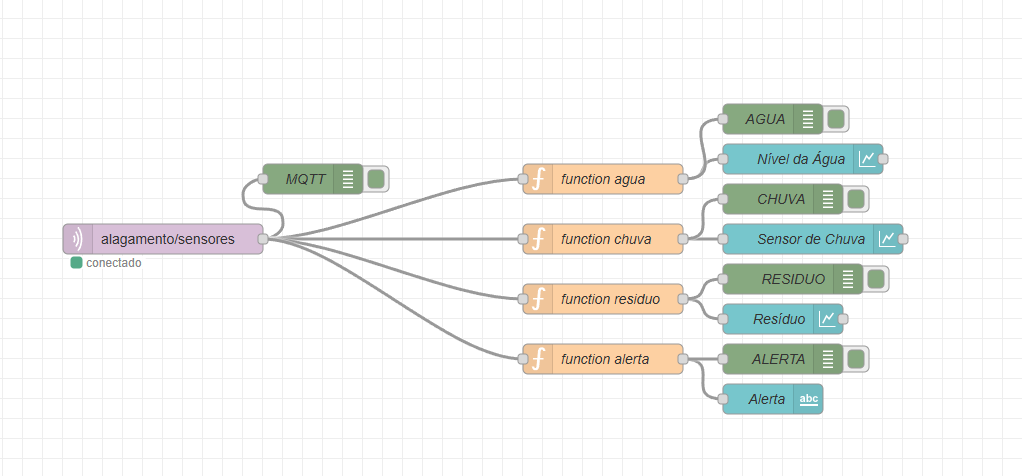 AGUA
Nível da Água
MQTT
function agua
CHUVA
alagamento/sensores
function chuva
Sensor de Chuva
conectado
RESIDUO
function residuo
Resíduo
function alerta
ALERTA
Alerta
abc